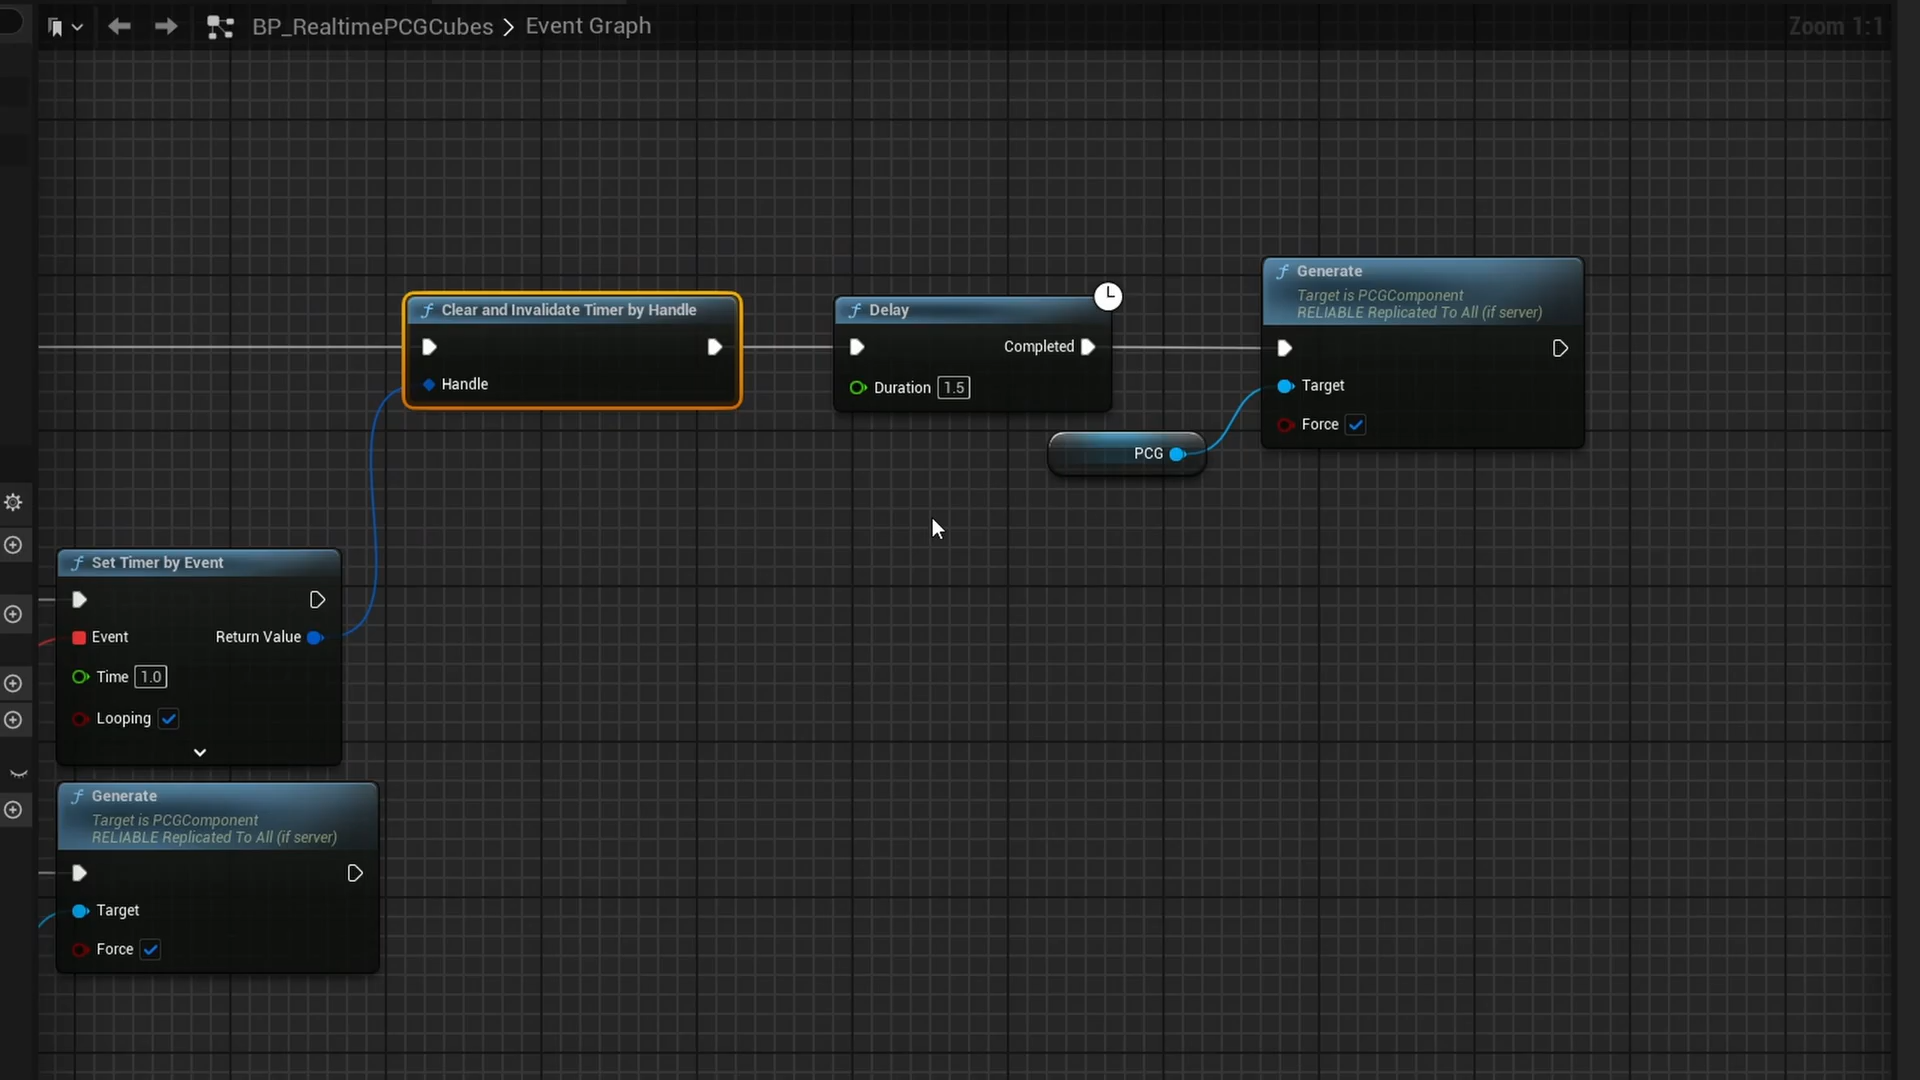 BP_RealtimePCGCubes > Event Graph
Zoom 1:1
Clear and Invalidate Timer by Handle
Handle
Delay
Completed
Duration 1.5
Generate
Target is PCGComponent
RELIABLE Replicated To All (if server)
Target
Force
PCG
Set Timer by Event
Event
Return Value
Time 1.0
Looping
Generate
Target is PCGComponent
RELIABLE Replicated To All (if server)
Target
Force